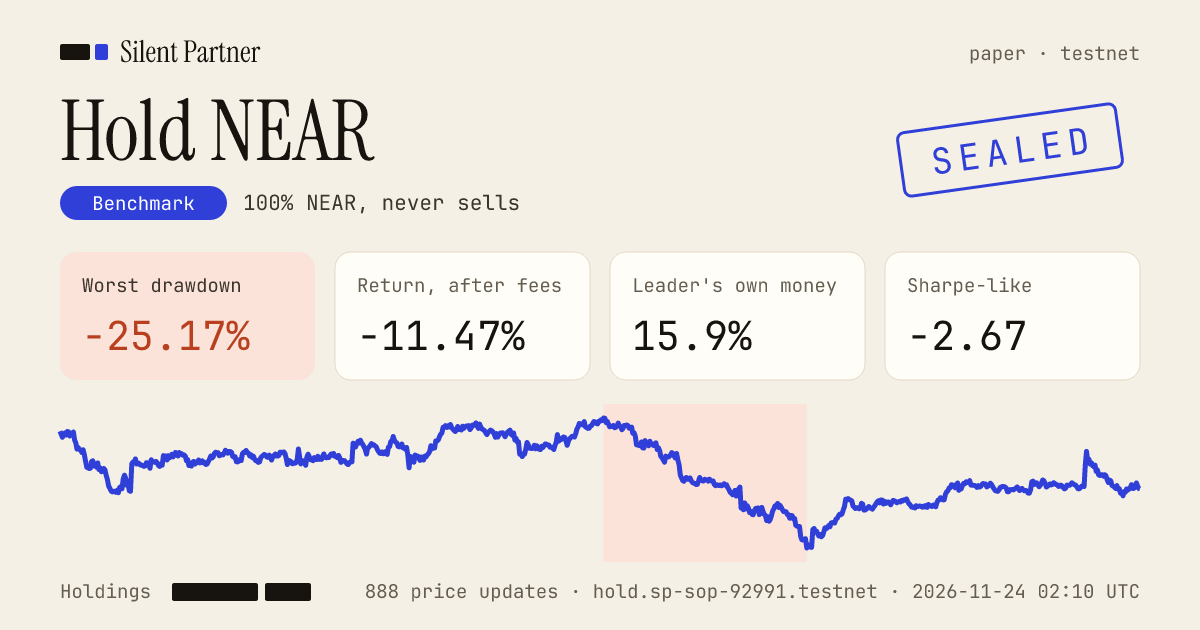 Silent Partner
paper · testnet
Hold NEAR
SEALED
Benchmark
100% NEAR, never sells
Worst drawdown
-25.17%
Return, after fees
-11.47%
Leader's own money
15.9%
Sharpe-like
-2.67
Holdings
888 price updates · hold.sp-sop-92991.testnet · 2026-11-24 02:10 UTC